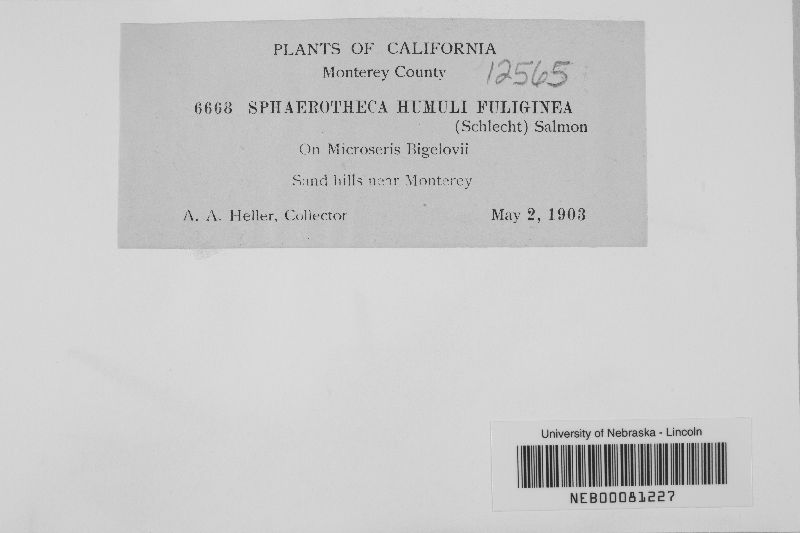 PLANTS OF CALIFORNIA
Monterey County
12565
6668 SPHAEROTHECA HUMULI FULIGINEA
(Schlecht) Salmon
On Microseris Bigelovii
Sand hills near Monterey
A. A. Heller, Collector May 2, 1903
University of Nebraska - Lincoln
NEB00081227